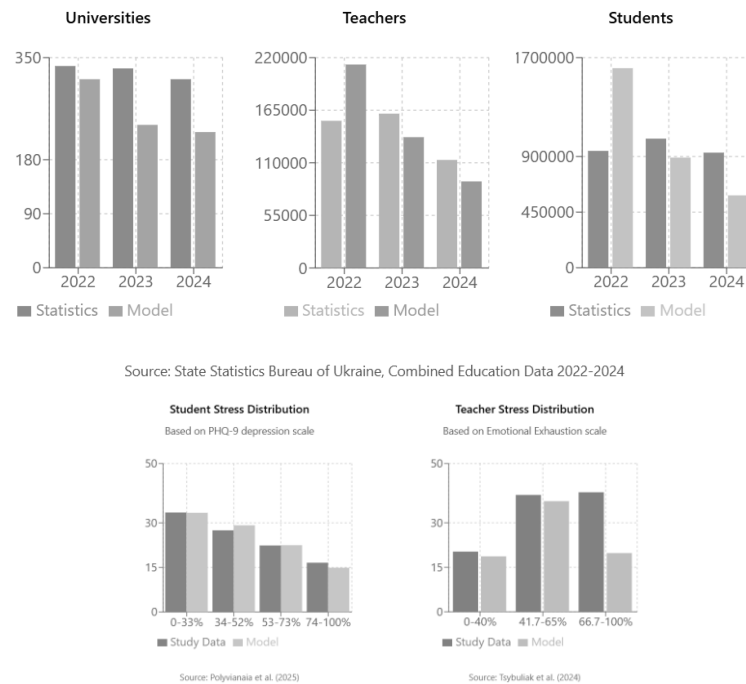 Universities
350
180
90
0
2022 2023 2024
Statistics Model
Teachers
220000
165000
110000
55000
0
2022 2023 2024
Statistics Model
Students
1700000
900000
450000
0
2022 2023 2024
Statistics Model
Source: State Statistics Bureau of Ukraine, Combined Education Data 2022-2024
Student Stress Distribution
Based on PHQ-9 depression scale
50
30
15
0
0-33% 34-52% 53-73% 74-100%
Study Data Model
Source: Polyvianaia et al. (2025)
Teacher Stress Distribution
Based on Emotional Exhaustion scale
50
30
15
0
0-40% 41.7-65% 66.7-100%
Study Data Model
Source: Tsybuliak et al. (2024)